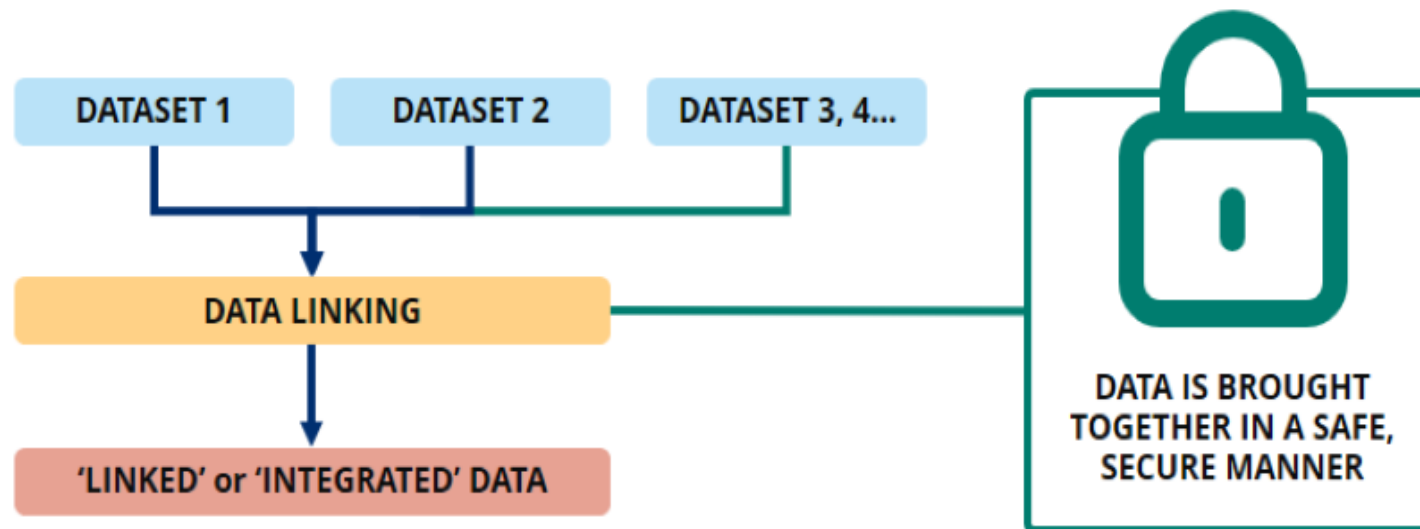 DATASET 1
DATASET 2
DATASET 3, 4...
DATA LINKING
‘LINKED’ or ‘INTEGRATED’ DATA
DATA IS BROUGHT
TOGETHER IN A SAFE,
SECURE MANNER